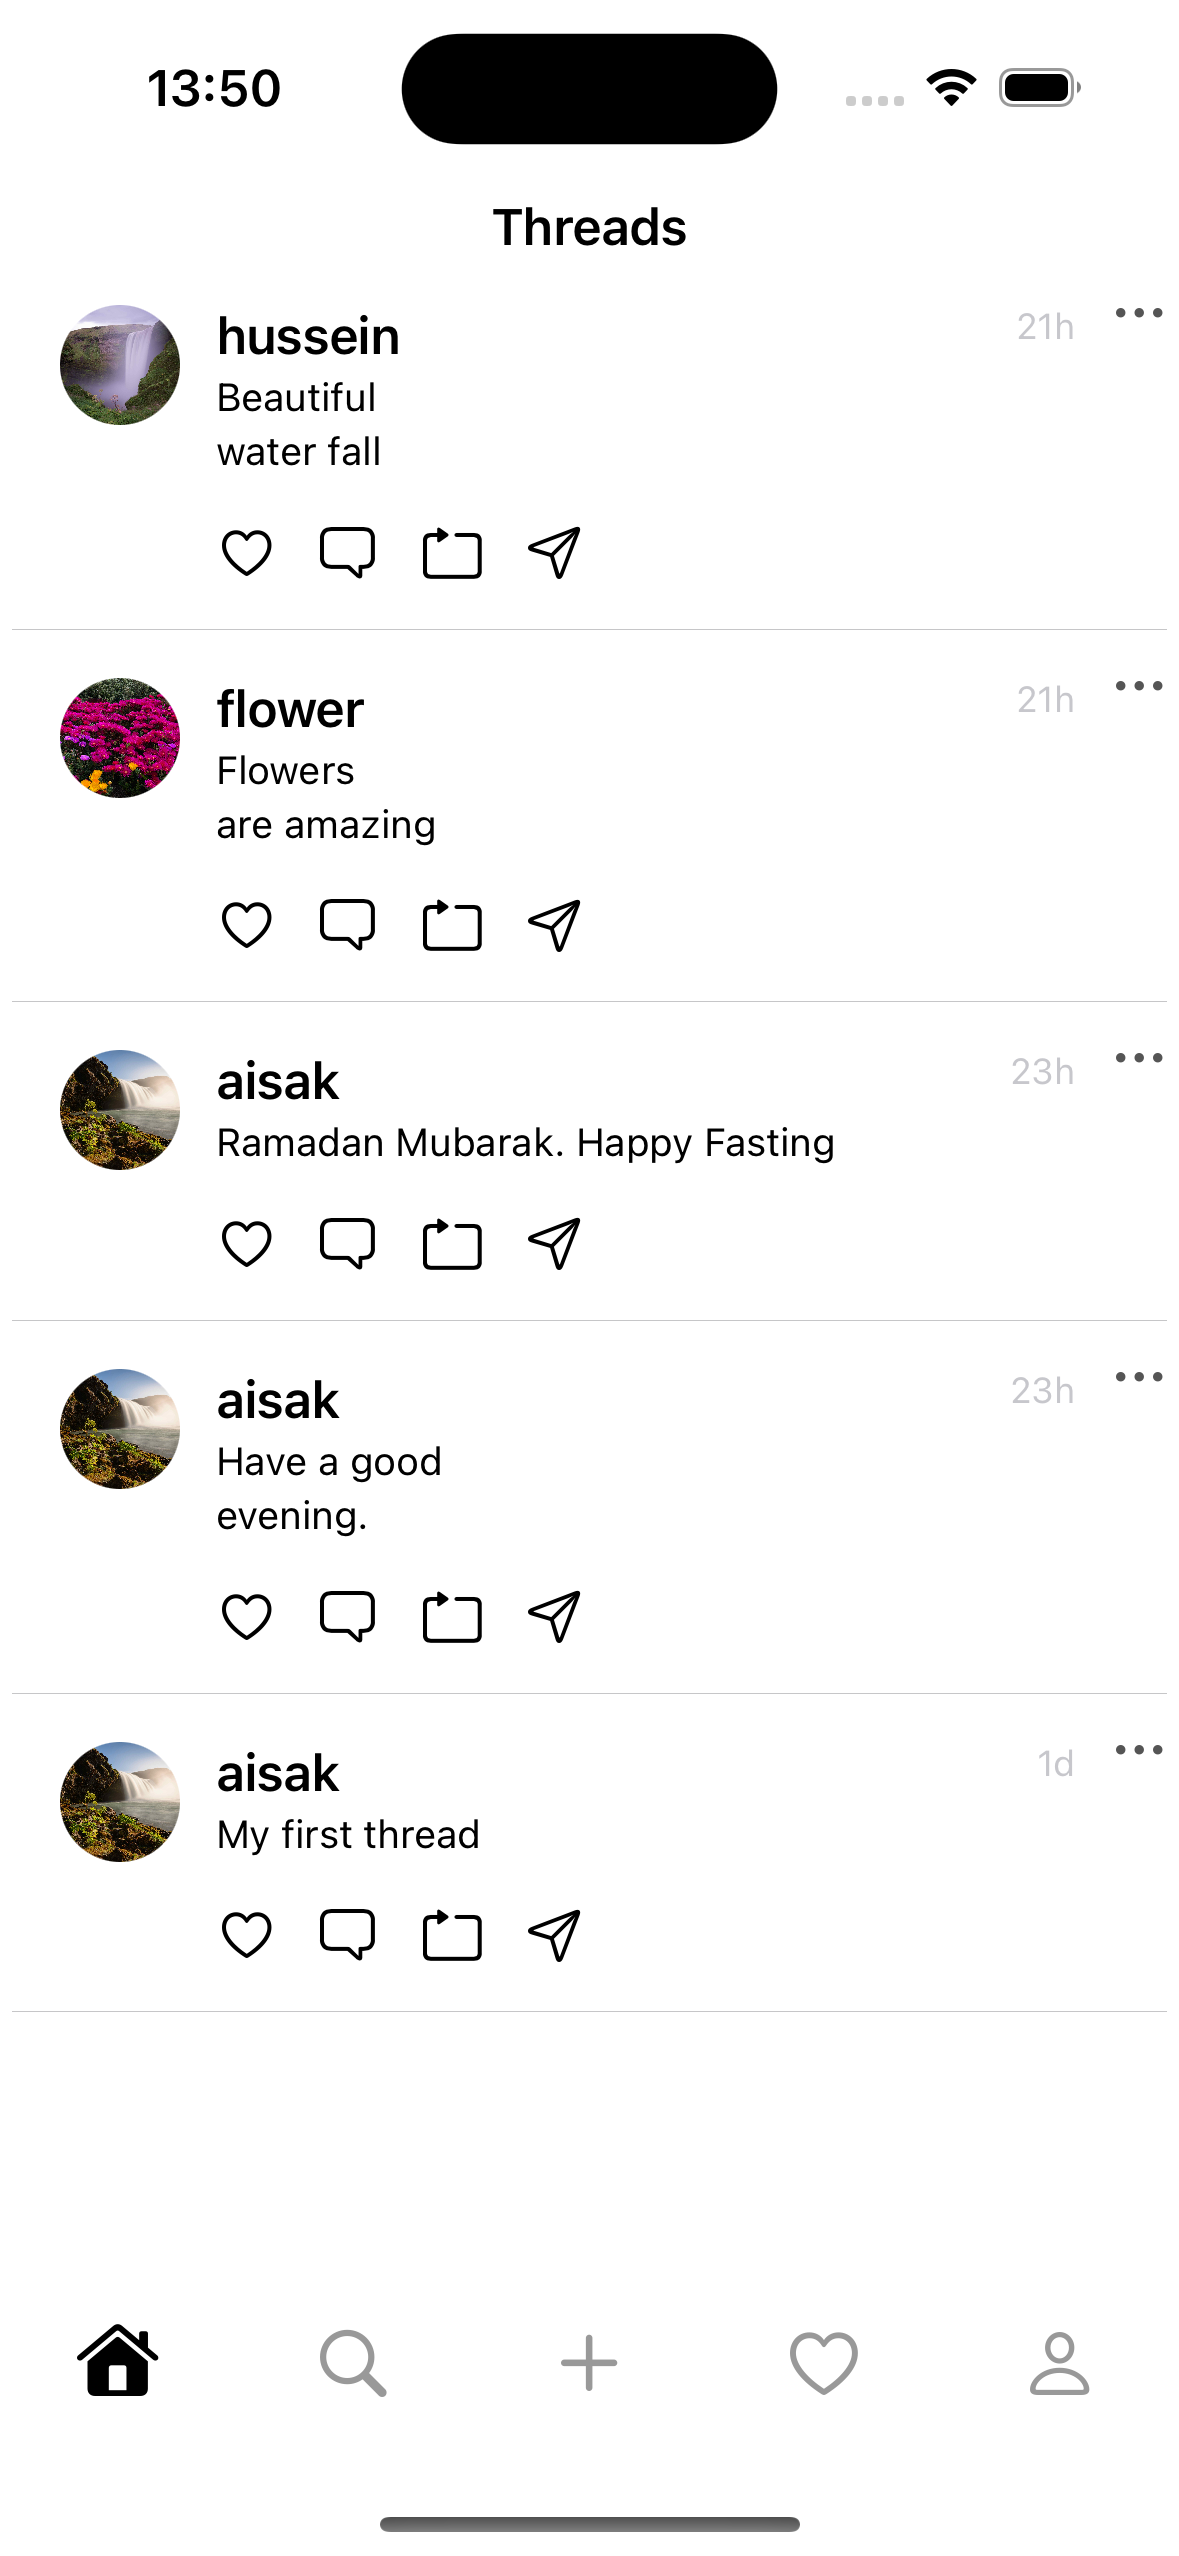 13:50
Threads
hussein
21h
Beautiful
water fall
flower
21h
Flowers
are amazing
aisak
23h
Ramadan Mubarak. Happy Fasting
aisak
23h
Have a good
evening.
aisak
1d
My first thread